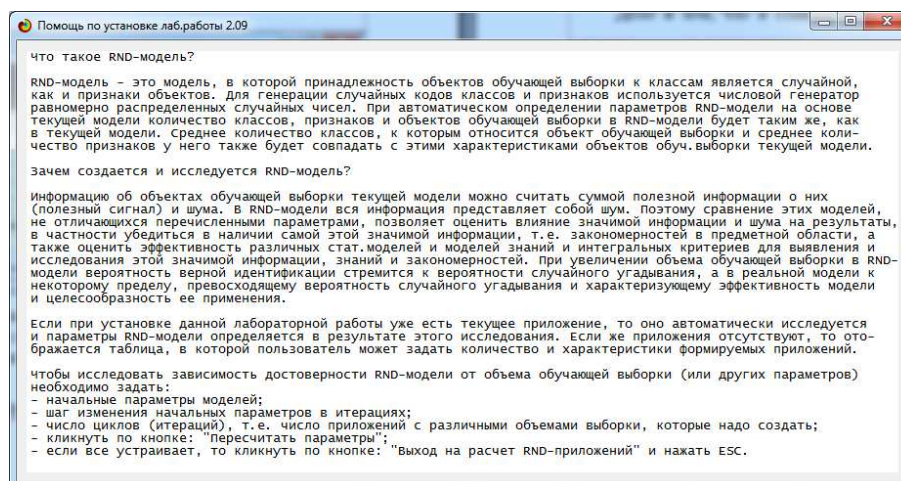 Помощь по установке лаб.работы 2.09
Что такое RND-модель?
RND-модель - это модель, в которой принадлежность объектов обучающей выборки к классам является случайной,
как и признаки объектов. Для генерации случайных кодов классов и признаков используется числовой генератор
равномерно распределенных случайных чисел. При автоматическом определении параметров RND-модели на основе
текущей модели количество классов, признаков и объектов обучающей выборки в RND-модели будет таким же, как
в текущей модели. Среднее количество классов, к которым относится объект обучающей выборки и среднее коли-
чество признаков у него также будет совпадать с этими характеристиками объектов обуч.выборки текущей модели.
Зачем создается и исследуется RND-модель?
Информацию об объектах обучающей выборки текущей модели можно считать суммой полезной информации о них
(полезный сигнал) и шума. В RND-модели вся информация представляет собой шум. Поэтому сравнение этих моделей,
не отличающихся перечисленными параметрами, позволяет оценить влияние значимой информации и шума на результаты,
в частности убедиться в наличии самой этой значимой информации, т.е. закономерностей в предметной области, а
также оценить эффективность различных стат.моделей и моделей знаний и интегральных критериев для выявления и
исследования этой значимой информации, знаний и закономерностей. При увеличении объема обучающей выборки в RND-
модели вероятность верной идентификации стремится к вероятности случайного угадывания, а в реальной модели к
некоторому пределу, превосходящему вероятность случайного угадывания и характеризующему эффективность модели
и целесообразность ее применения.
Если при установке данной лабораторной работы уже есть текущее приложение, то оно автоматически исследуется
и параметры RND-модели определяется в результате этого исследования. Если же приложения отсутствуют, то ото-
бражается таблица, в которой пользователь может задать количество и характеристики формируемых приложений.
Чтобы исследовать зависимость достоверности RND-модели от объема обучающей выборки (или других параметров)
необходимо задать:
- начальные параметры моделей;
- шаг изменения начальных параметров в итерациях;
- число циклов (итераций), т.е. число приложений с различными объемами выборки, которые надо создать;
- кликнуть по кнопке: "Пересчитать параметры";
- если все устраивает, то кликнуть по кнопке: "Выход на расчет RND-приложений" и нажать ESC.